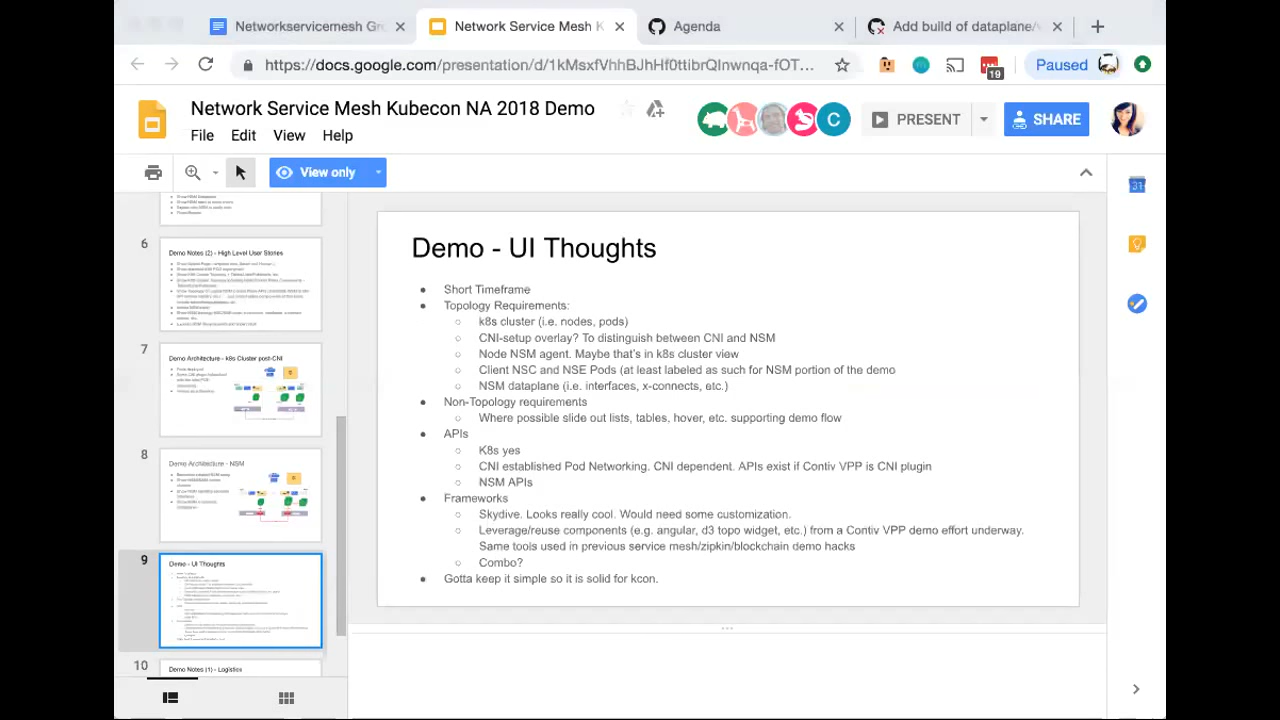 Networkservicemesh Gr
Network Service Mesh K
Agenda
Add build of dataplane/
https://docs.google.com/presentation/d/1kMsxfVhhBJhHf0ttibrQlnwnqa-fOT...
Paused
19
Network Service Mesh Kubecon NA 2018 Demo
File Edit View Help
C
PRESENT
SHARE
View only
31
6
Demo Notes (2) - High Level User Stories
7
Demo Architecture - k8s Cluster post-CNI
8
Demo Architecture - NSM
9
Demo - UI Thoughts
10
Demo Notes (1) - Logistics
Demo - UI Thoughts
● Short Timeframe
● Topology Requirements:
○ k8s cluster (i.e. nodes, pods)
○ CNI-setup overlay? To distinguish between CNI and NSM
○ Node NSM agent. Maybe that's in k8s cluster view
○ Client NSC and NSE Pods (at least labeled as such for NSM portion of the demo
○ NSM dataplane (i.e. interfaces, x-connects, etc.)
● Non-Topology requirements
○ Where possible slide out lists, tables, hover, etc. supporting demo flow
● APIs
○ K8s yes
○ CNI established Pod Networking. CNI dependent. APIs exist if Contiv VPP is CNI plugin
○ NSM APIs
● Frameworks
○ Skydive. Looks really cool. Would need some customization.
○ Leverage/reuse components (e.g. angular, d3 topo widget, etc.) from a Contiv VPP demo effort underway.
Same tools used in previous service mesh/zipkin/blockchain demo hacks
○ Combo?
● Gotta keep it simple so it is solid for demo